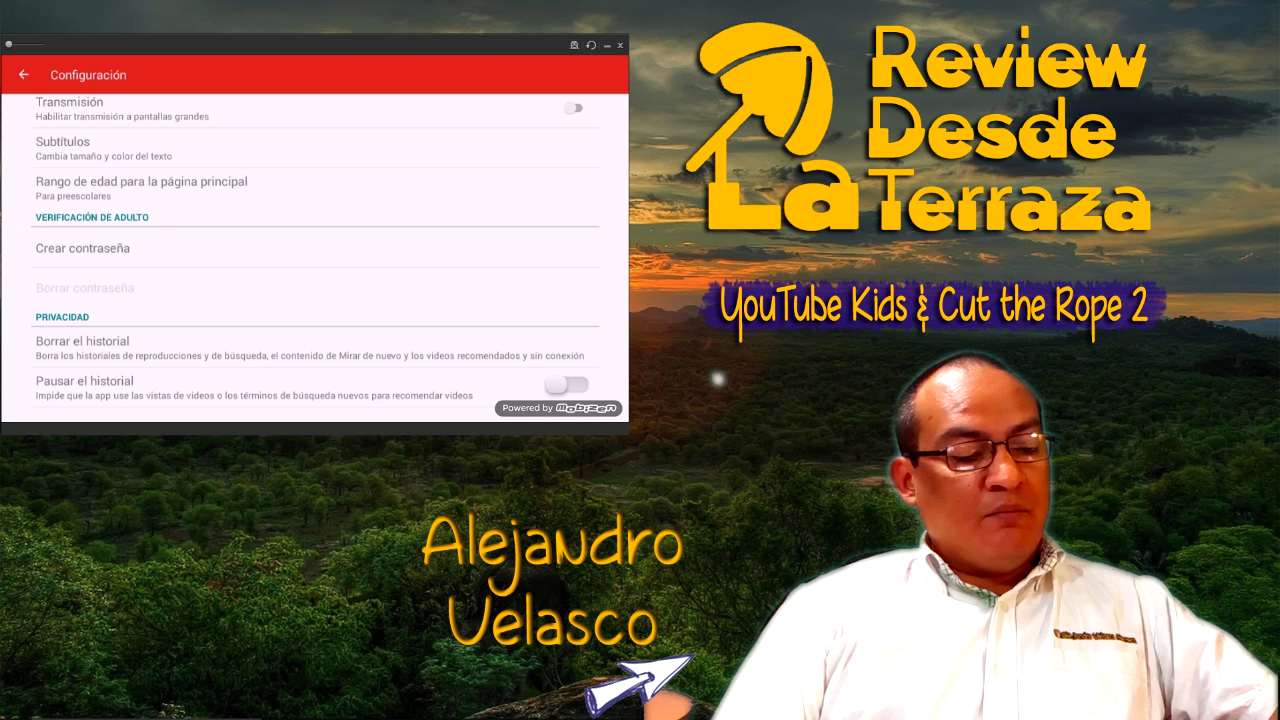 Configuración
Transmisión
Habilitar transmisión a pantallas grandes
Subtítulos
Cambia tamaño y color del texto
Rango de edad para la página principal
Para preescolares
VERIFICACIÓN DE ADULTO
Crear contraseña
Borrar contraseña
PRIVACIDAD
Borrar el historial
Borra los historiales de reproducciones y de búsqueda, el contenido de Mirar de nuevo y los videos recomendados y sin conexión
Pausar el historial
Impide que la app use las vistas de videos o los términos de búsqueda nuevos para recomendar videos
Powered by Mobizen
Review
Desde
La Terraza
YouTube Kids & Cut the Rope 2
Alejandro
Velasco